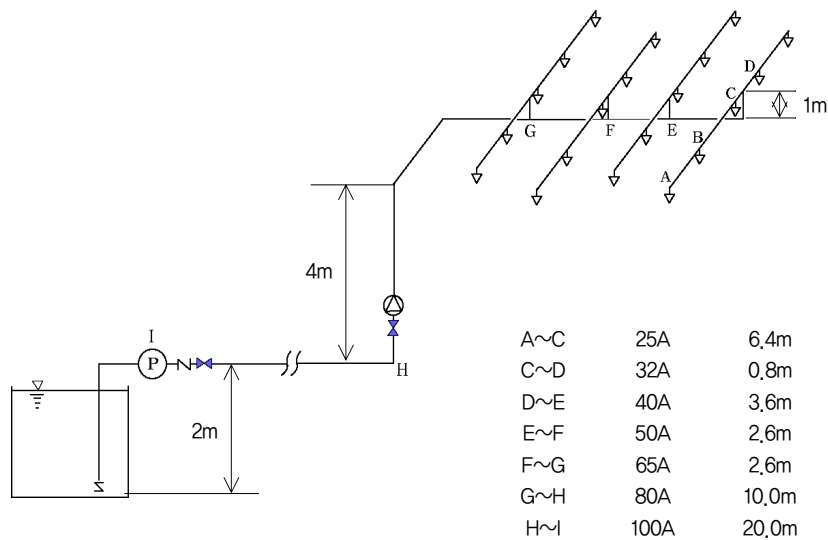 D
C
1m
G
F
E
B
A
4m
I
P
H
2m
A～C 25A 6.4m
C～D 32A 0.8m
D～E 40A 3.6m
E～F 50A 2.6m
F～G 65A 2.6m
G～H 80A 10.0m
H～I 100A 20.0m